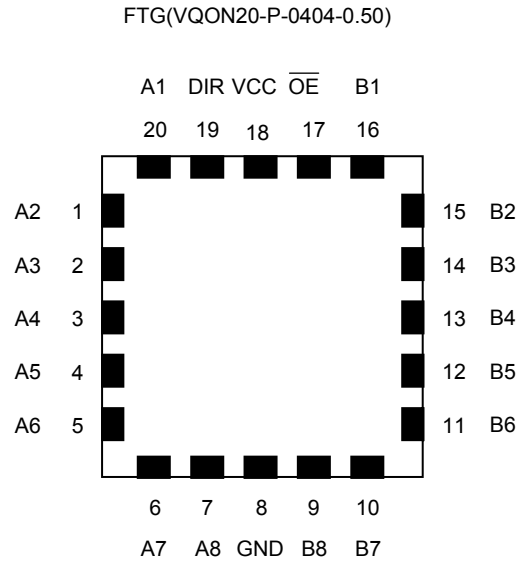 FTG(VQON20-P-0404-0.50)
A1 DIR VCC O̅E̅ B1
20 19 18 17 16
A2 1 15 B2
A3 2 14 B3
A4 3 13 B4
A5 4 12 B5
A6 5 11 B6
6 7 8 9 10
A7 A8 GND B8 B7